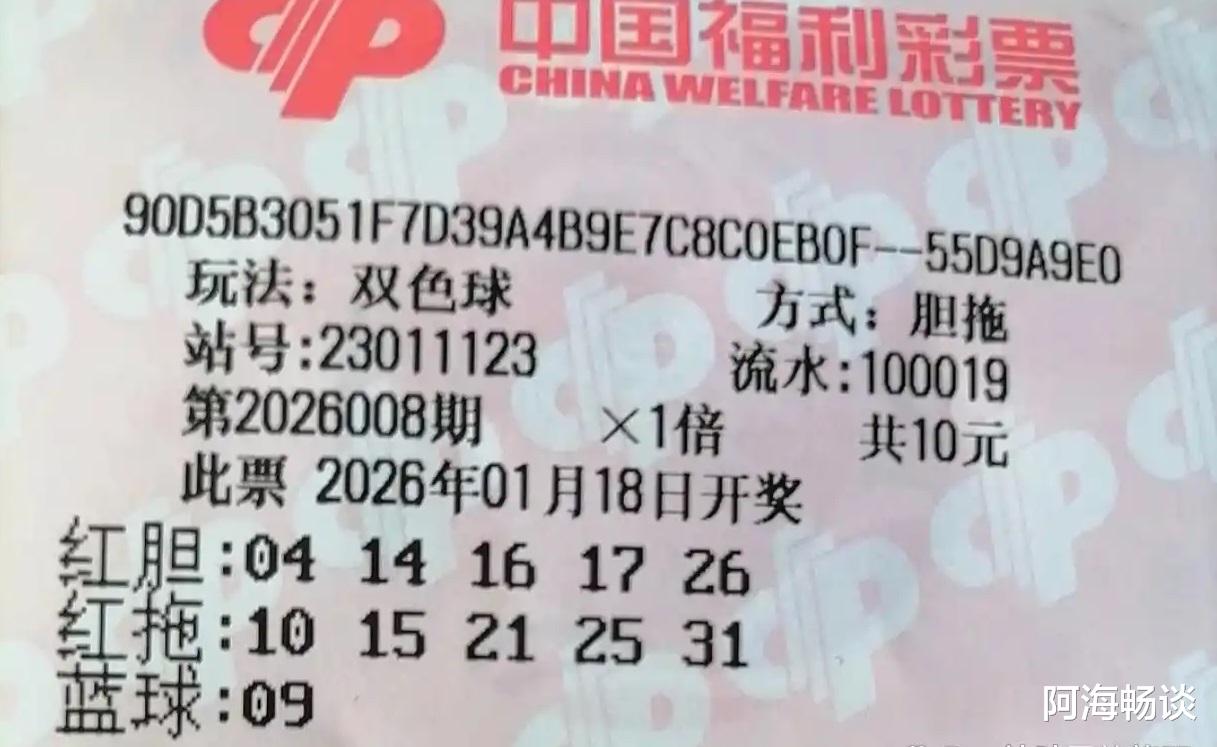 中国福利彩票
CHINA WELFARE LOTTERY
90D5B3051F7D39A4B9E7C8C0EB0F--55D9A9E0
玩法：双色球 方式：胆拖
站号:23011123 流水:100019
第2026008期 ×1倍 共10元
此票 2026年01月18日开奖
红胆:04 14 16 17 26
红拖:10 15 21 25 31
蓝球:09
阿海畅谈